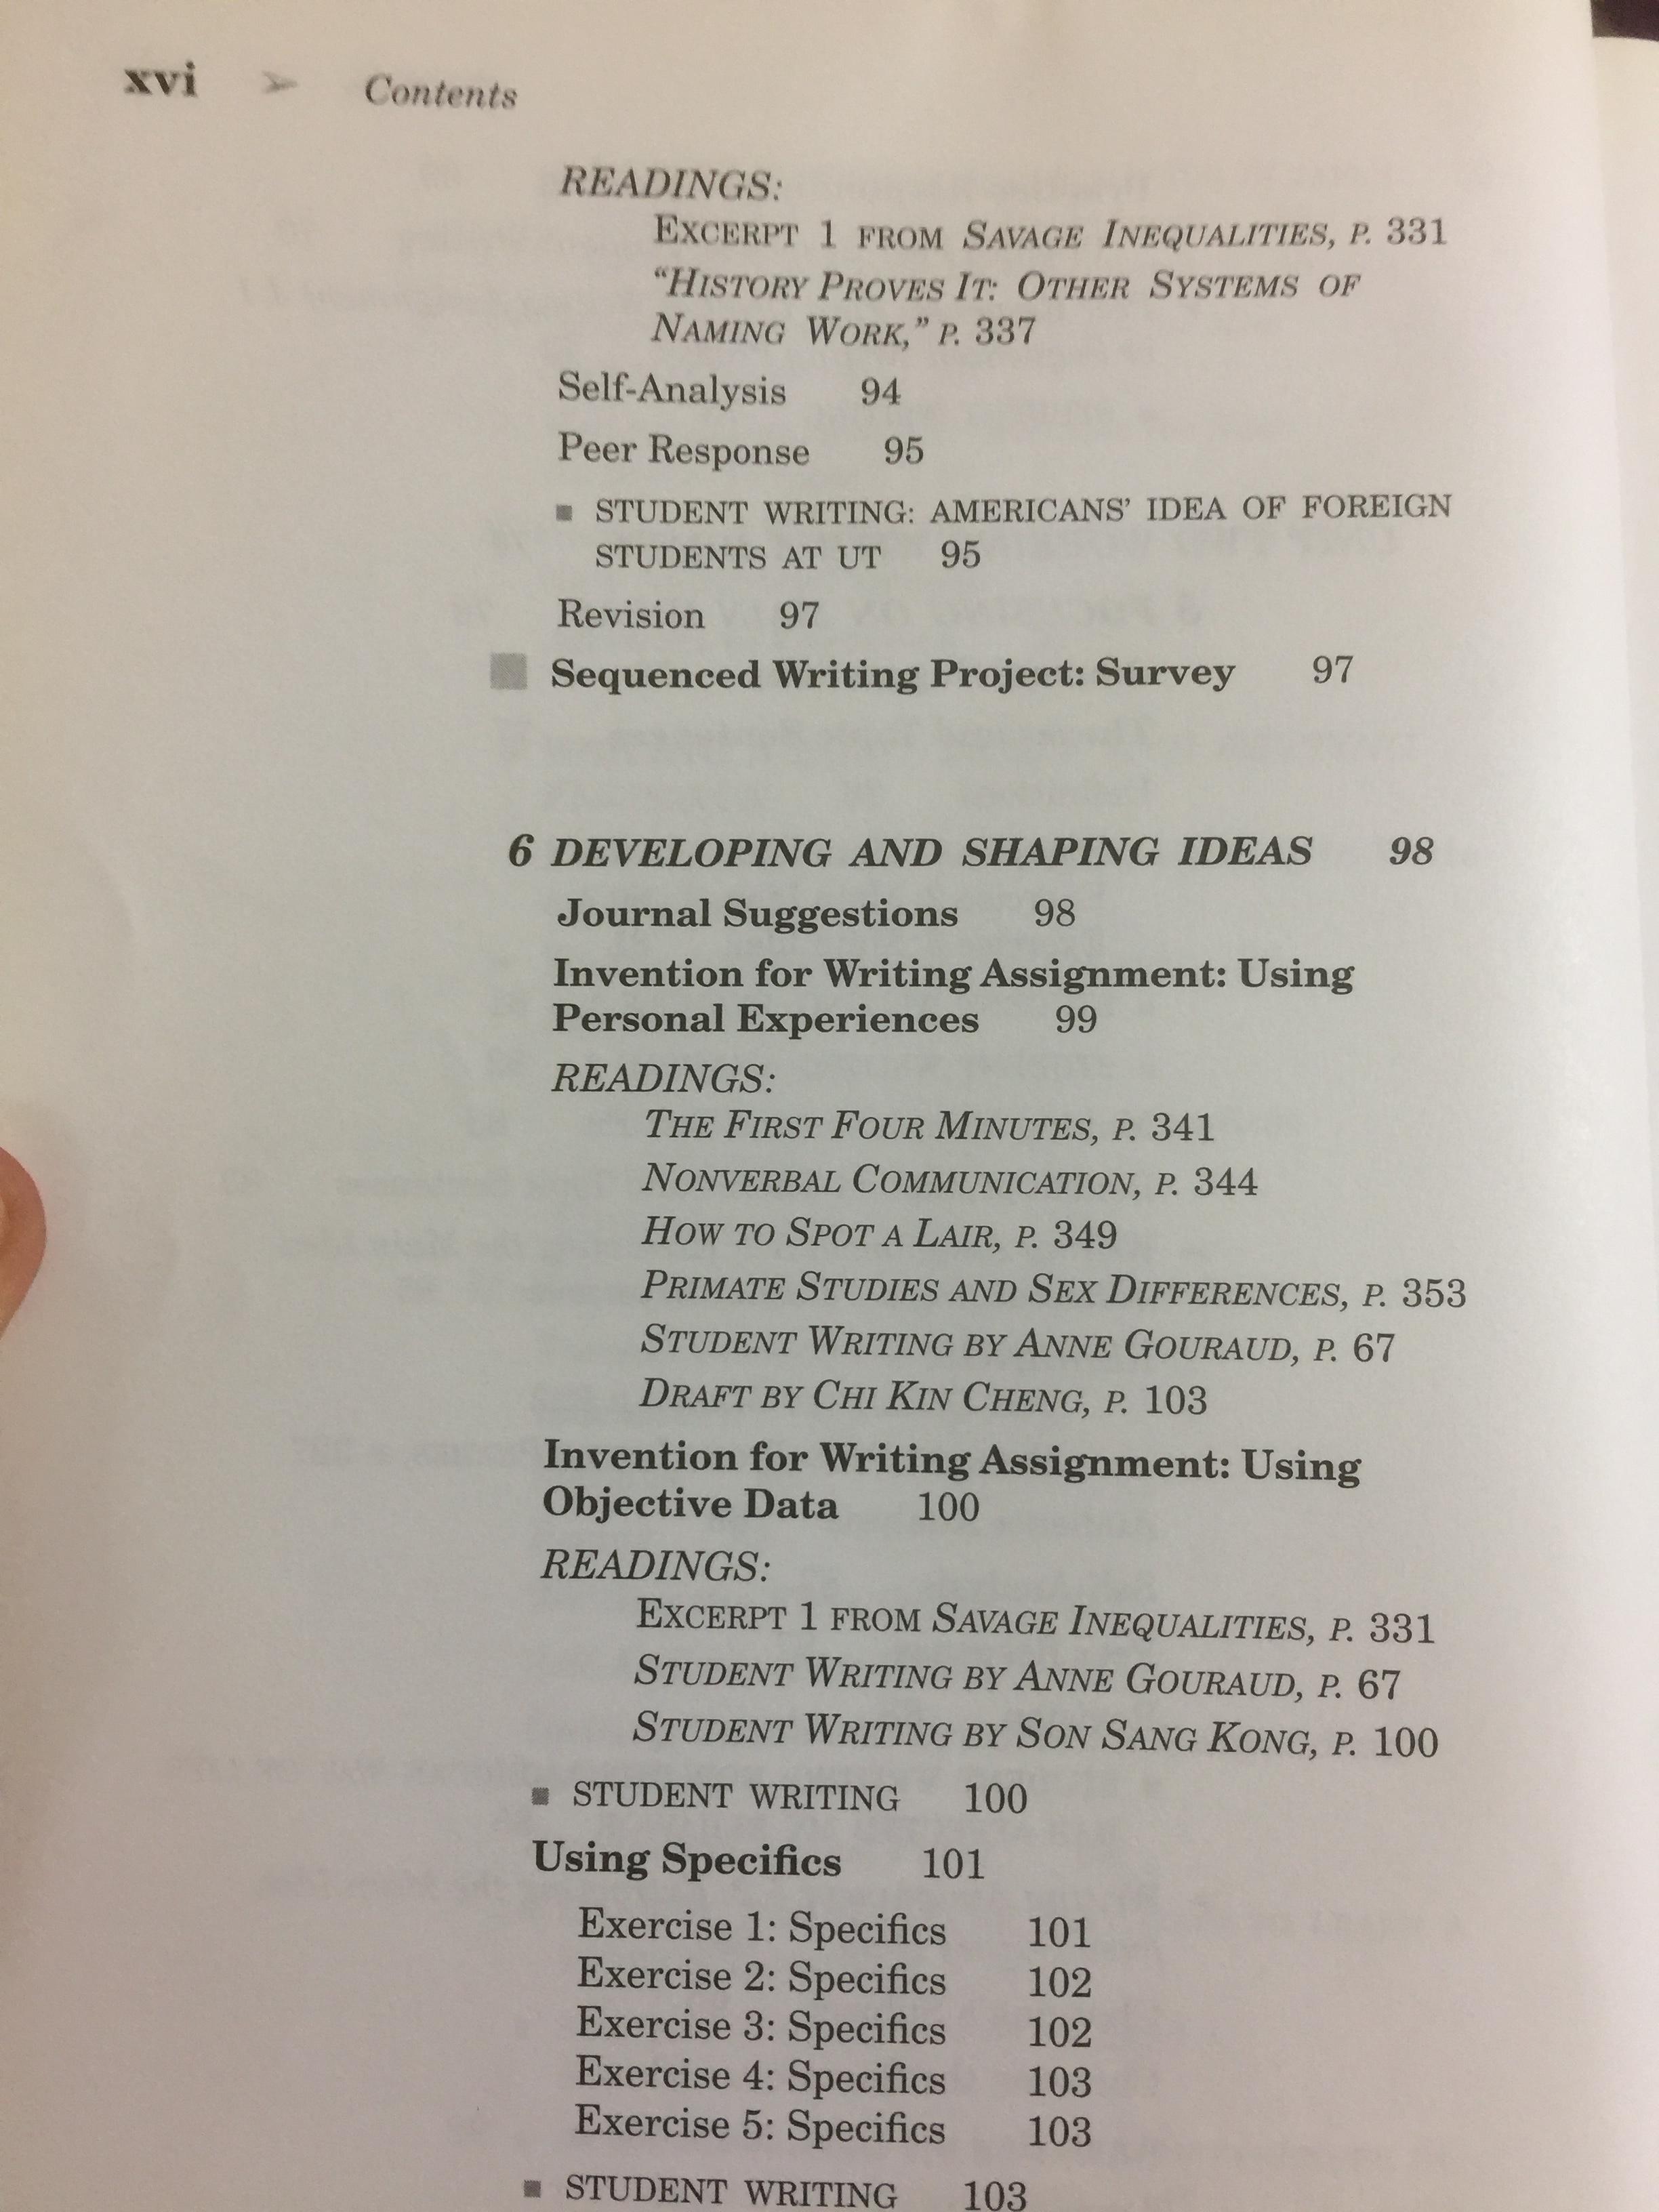 xvi ➤ Contents
READINGS:
EXCERPT 1 FROM SAVAGE INEQUALITIES, P. 331
“HISTORY PROVES IT: OTHER SYSTEMS OF
NAMING WORK,” P. 337
Self-Analysis 94
Peer Response 95
■ STUDENT WRITING: AMERICANS’ IDEA OF FOREIGN
STUDENTS AT UT 95
Revision 97
■ Sequenced Writing Project: Survey 97
6 DEVELOPING AND SHAPING IDEAS 98
Journal Suggestions 98
Invention for Writing Assignment: Using
Personal Experiences 99
READINGS:
THE FIRST FOUR MINUTES, P. 341
NONVERBAL COMMUNICATION, P. 344
HOW TO SPOT A LAIR, P. 349
PRIMATE STUDIES AND SEX DIFFERENCES, P. 353
STUDENT WRITING BY ANNE GOURAUD, P. 67
DRAFT BY CHI KIN CHENG, P. 103
Invention for Writing Assignment: Using
Objective Data 100
READINGS:
EXCERPT 1 FROM SAVAGE INEQUALITIES, P. 331
STUDENT WRITING BY ANNE GOURAUD, P. 67
STUDENT WRITING BY SON SANG KONG, P. 100
■ STUDENT WRITING 100
Using Specifics 101
Exercise 1: Specifics 101
Exercise 2: Specifics 102
Exercise 3: Specifics 102
Exercise 4: Specifics 103
Exercise 5: Specifics 103
■ STUDENT WRITING 103